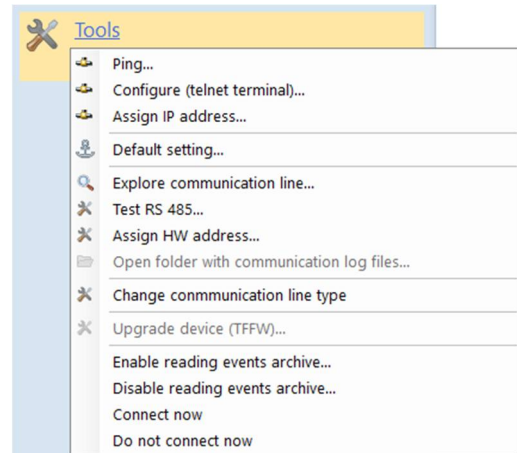 Tools
Ping...
Configure (telnet terminal)...
Assign IP address...
Default setting...
Explore communication line...
Test RS 485...
Assign HW address...
Open folder with communication log files...
Change conmmunication line type
Upgrade device (TFFW)...
Enable reading events archive...
Disable reading events archive...
Connect now
Do not connect now